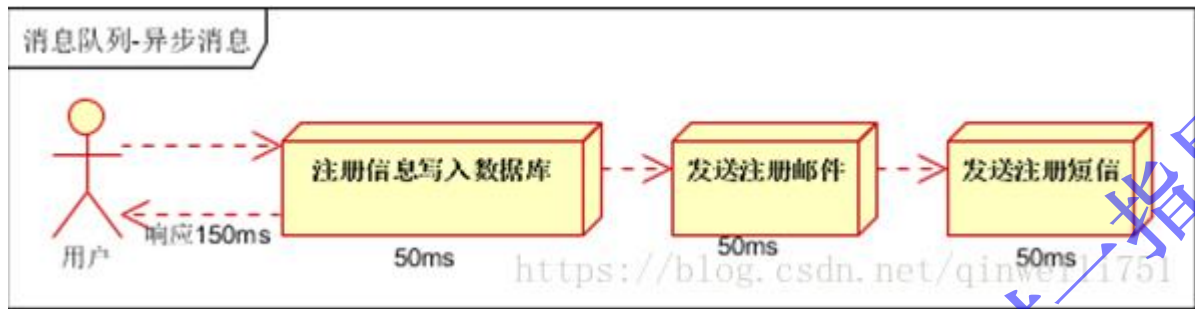 消息队列-异步消息
注册信息写入数据库
发送注册邮件
发送注册短信
响应150ms
用户
50ms
50ms
50ms
https://blog.csdn.net/qinweili751